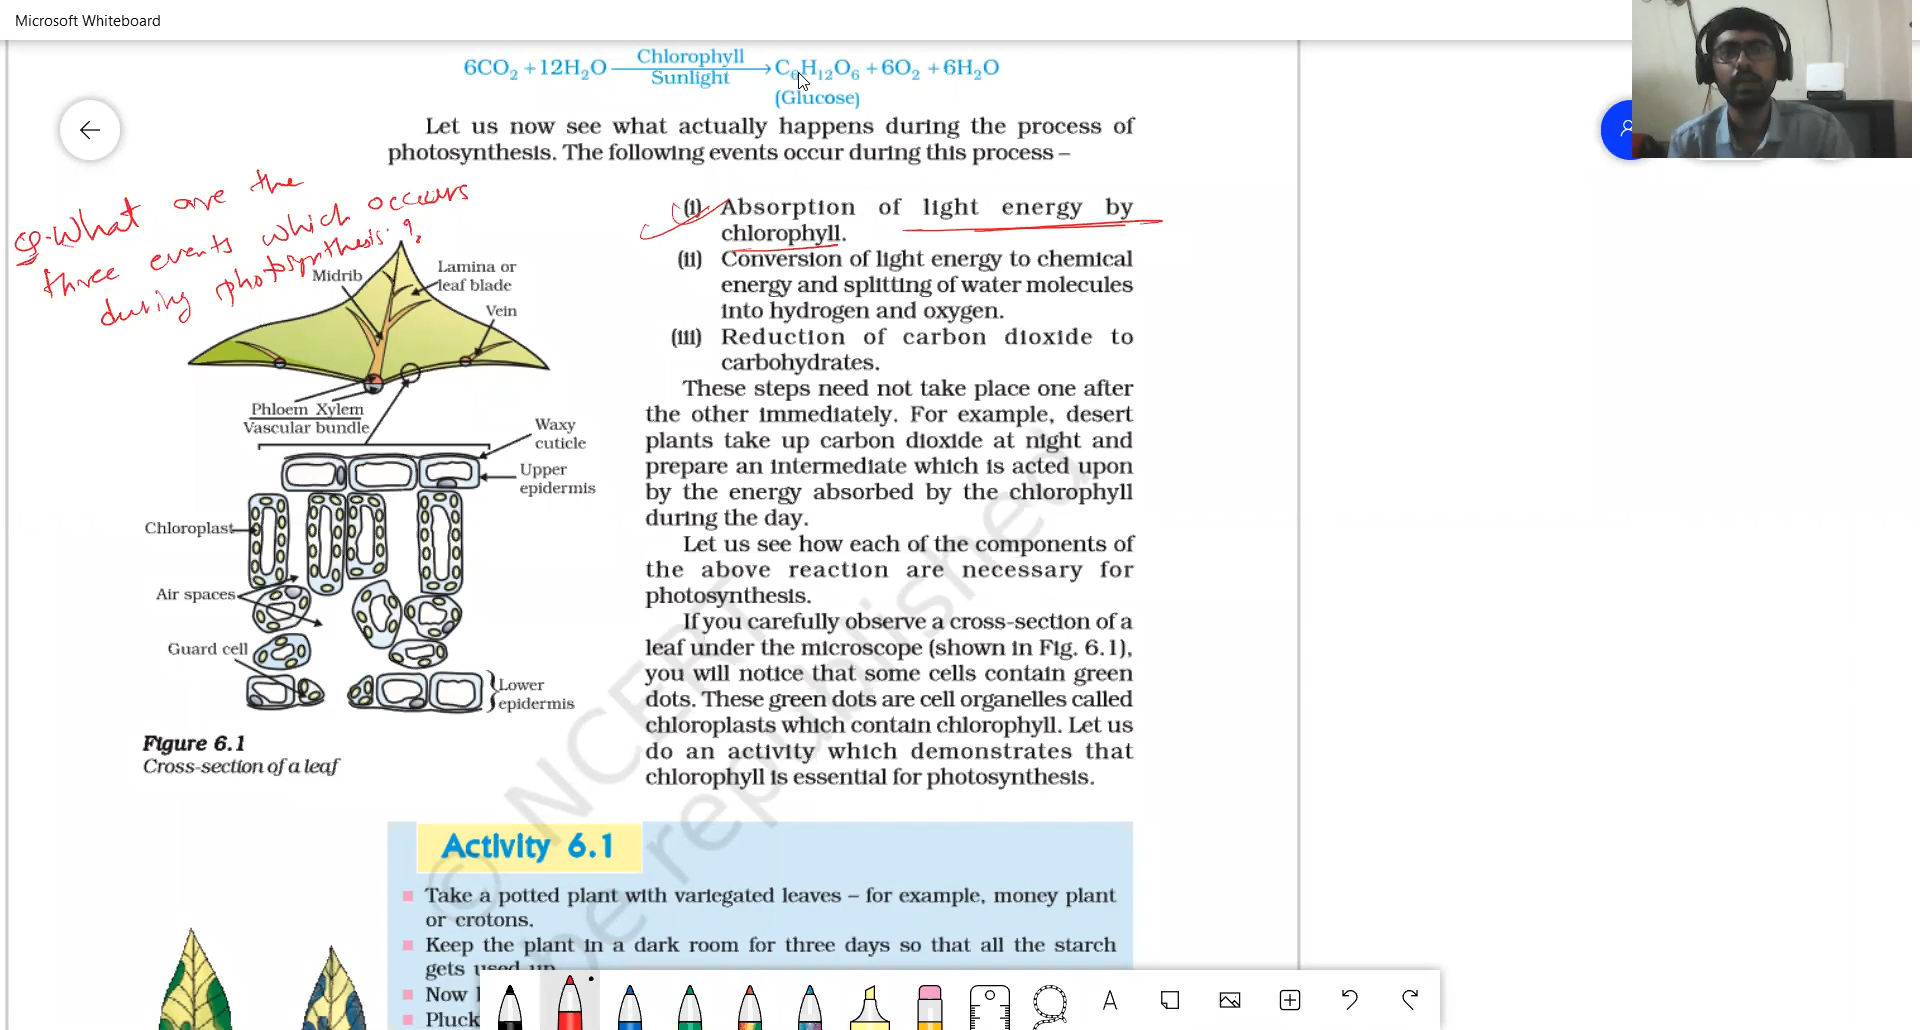 Microsoft Whiteboard
6CO2 + 12H2O Chlorophyll Sunlight → C6H12O6 + 6O2 + 6H2O
(Glucose)
Let us now see what actually happens during the process of
photosynthesis. The following events occur during this process –
Q. What are the
three events which occurs
during photosynthesis?
(i) Absorption of light energy by
chlorophyll.
(ii) Conversion of light energy to chemical
energy and splitting of water molecules
into hydrogen and oxygen.
(iii) Reduction of carbon dioxide to
carbohydrates.
These steps need not take place one after
the other immediately. For example, desert
plants take up carbon dioxide at night and
prepare an intermediate which is acted upon
by the energy absorbed by the chlorophyll
during the day.
Let us see how each of the components of
the above reaction are necessary for
photosynthesis.
If you carefully observe a cross-section of a
leaf under the microscope (shown in Fig. 6.1),
you will notice that some cells contain green
dots. These green dots are cell organelles called
chloroplasts which contain chlorophyll. Let us
do an activity which demonstrates that
chlorophyll is essential for photosynthesis.
Midrib
Lamina or
leaf blade
Vein
Phloem Xylem
Vascular bundle
Waxy
cuticle
Upper
epidermis
Chloroplast
Air spaces
Guard cell
Lower
epidermis
Figure 6.1
Cross-section of a leaf
© NCERT
be republished
Activity 6.1
Take a potted plant with variegated leaves – for example, money plant
or crotons.
Keep the plant in a dark room for three days so that all the starch
gets used up
Now
Pluck